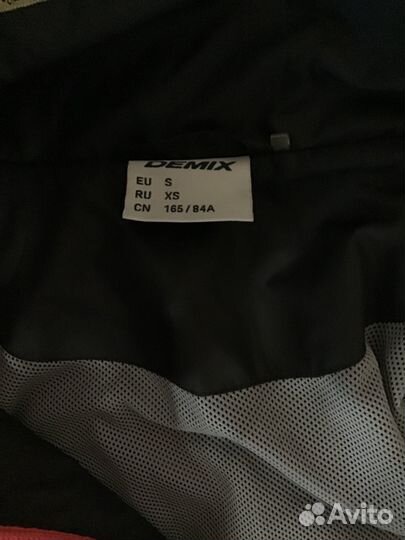 DEMIX
EU S
RU XS
CN 165/84A
Avito